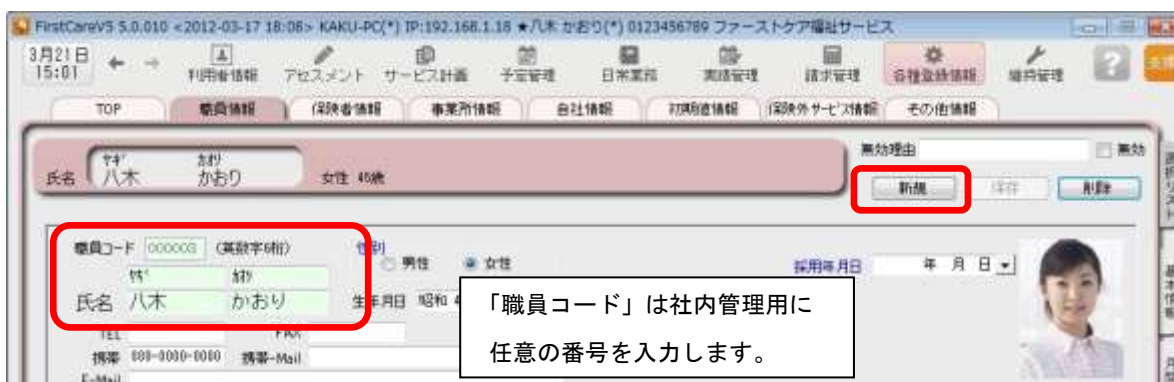 FirstCareV5 5.0.010 <2012-03-17 18:06> KAKU-PC(*) IP:192.168.1.18 ★八木 かおり(*) 0123456789 ファーストケア福祉サービス
3月21日
15:01
利用者情報 アセスメント サービス計画 予定管理 日常業務 実績管理 請求管理 各種登録情報 維持管理
TOP 職員情報 保険者情報 事業所情報 自社情報 初期値情報 保険外サービス情報 その他情報
無効理由 無効
ﾔｷﾞ ｶｵﾘ
氏名 八木 かおり 女性
新規 保存 削除
職員コード 000003 (英数字6桁) 性別 男性 女性
採用年月日 年 月 日
ﾔｷﾞ ｶｵﾘ
氏名 八木 かおり 生年月日 昭和
「職員コード」は社内管理用に
任意の番号を入力します。
TEL FAX
携帯 080-0000-0000 携帯-Mail
E-Mail